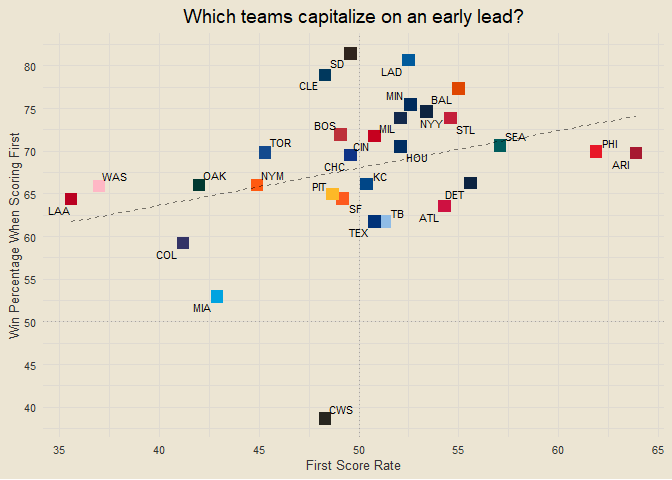 Which teams capitalize on an early lead?
Win Percentage When Scoring First
80
75
70
65
60
55
50
45
40
SD
LAD
CLE
MIN
BAL
NYY
STL
BOS
MIL
CIN
HOU
SEA
PHI
ARI
TOR
CHC
KC
WAS
OAK
NYM
PIT
DET
LAA
SF
TB
ATL
TEX
COL
MIA
CWS
35
40
45
50
55
60
65
First Score Rate